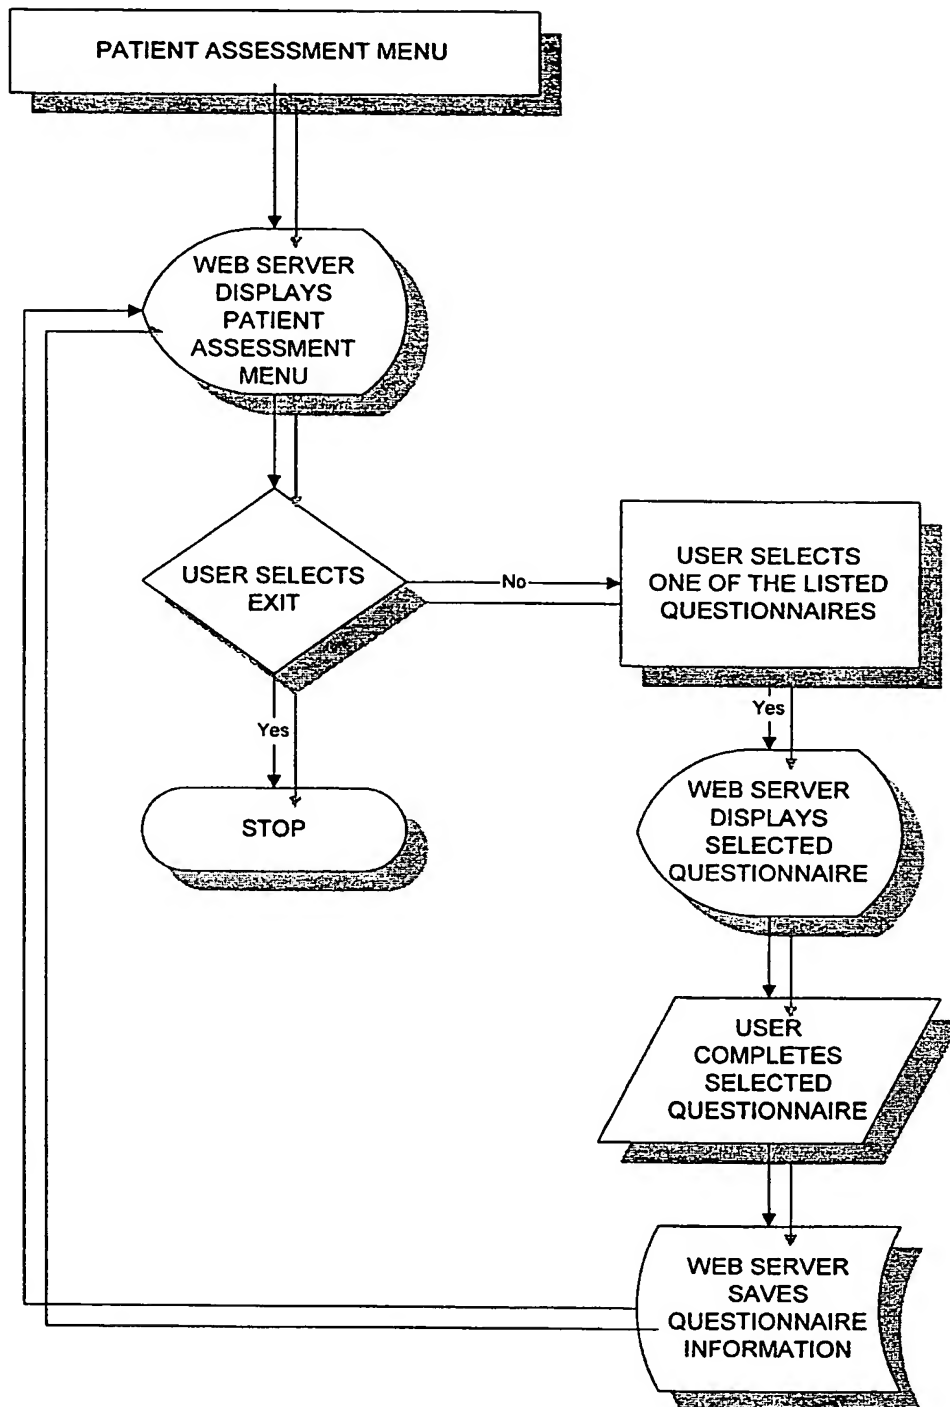 PATIENT ASSESSMENT MENU
WEB SERVER
DISPLAYS
PATIENT
ASSESSMENT
MENU
USER SELECTS
EXIT
No
USER SELECTS
ONE OF THE LISTED
QUESTIONNAIRES
Yes
STOP
Yes
WEB SERVER
DISPLAYS
SELECTED
QUESTIONNAIRE
USER
COMPLETES
SELECTED
QUESTIONNAIRE
WEB SERVER
SAVES
QUESTIONNAIRE
INFORMATION